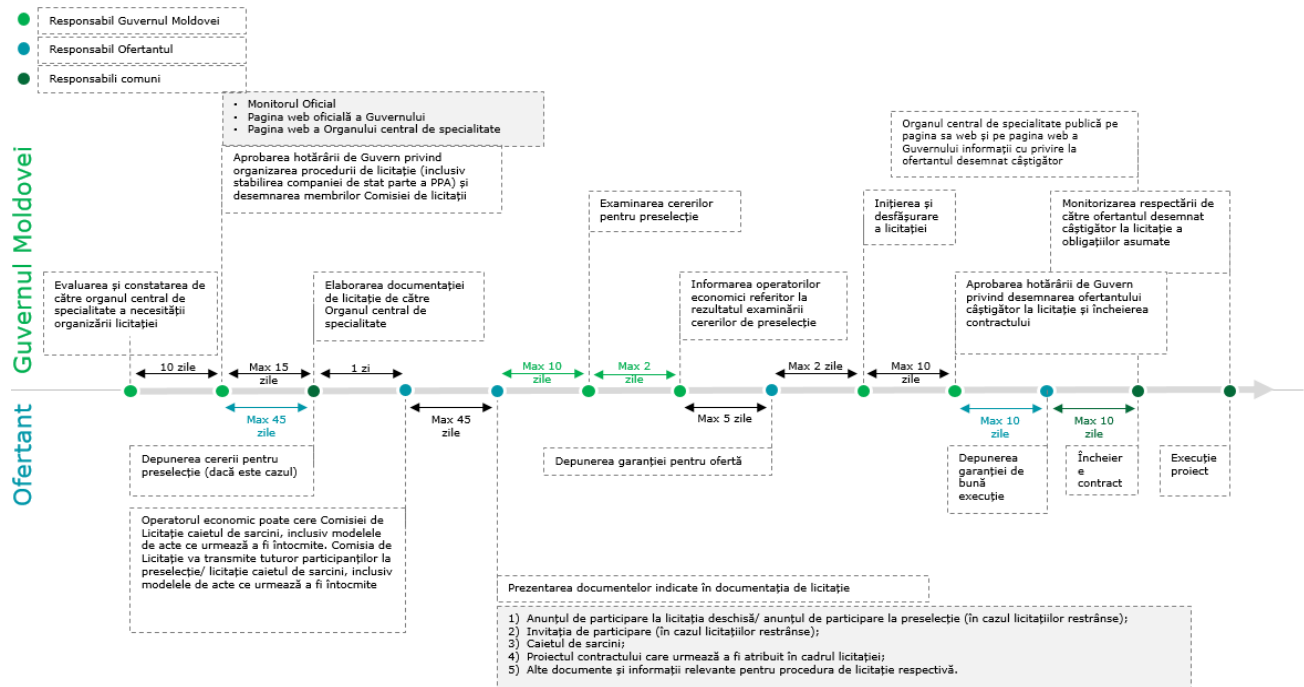 Responsabil Guvernul Moldovei
Responsabil Ofertantul
Responsabili comuni
Guvernul Moldovei
Ofertant
• Monitorul Oficial
• Pagina web oficială a Guvernului
• Pagina web a Organului central de specialitate
Aprobarea hotărârii de Guvern privind
organizarea procedurii de licitație (inclusiv
stabilirea companiei de stat parte a PPA) și
desemnarea membrilor Comisiei de licitații
Organul central de specialitate publică pe
pagina sa web și pe pagina web a
Guvernului informații cu privire la
ofertantul desemnat câștigător
Examinarea cererilor
pentru preselecție
Inițierea și
desfășurare
a licitației
Monitorizarea respectării de
către ofertantul desemnat
câștigător la licitație a
obligațiilor asumate
Evaluarea și constatarea de
către organul central de
specialitate a necesității
organizării licitației
Elaborarea documentației
de licitație de către
Organul central de
specialitate
Informarea operatorilor
economici referitor la
rezultatul examinării
cererilor de preselecție
Aprobarea hotărârii de Guvern
privind desemnarea ofertantului
câștigător la licitație și încheierea
contractului
10 zile
Max 15
zile
1 zi
Max 10
zile
Max 2
zile
Max 2 zile
Max 10
zile
Max 45
zile
Max 45
zile
Max 5 zile
Max 10
zile
Max 10
zile
Depunerea cererii pentru
preselecție (dacă este cazul)
Depunerea garanției pentru ofertă
Depunerea
garanției de
bună
execuție
Încheier
e
contract
Execuție
proiect
Operatorul economic poate cere Comisiei de
Licitație caietul de sarcini, inclusiv modelele
de acte ce urmează a fi întocmite. Comisia de
Licitație va transmite tuturor participanților la
preselecție/ licitație caietul de sarcini, inclusiv
modelele de acte ce urmează a fi întocmite
Prezentarea documentelor indicate în documentația de licitație
1) Anunțul de participare la licitația deschisă/ anunțul de participare la preselecție (în cazul licitațiilor restrânse);
2) Invitația de participare (în cazul licitațiilor restrânse);
3) Caietul de sarcini;
4) Proiectul contractului care urmează a fi atribuit în cadrul licitației;
5) Alte documente și informații relevante pentru procedura de licitație respectivă.